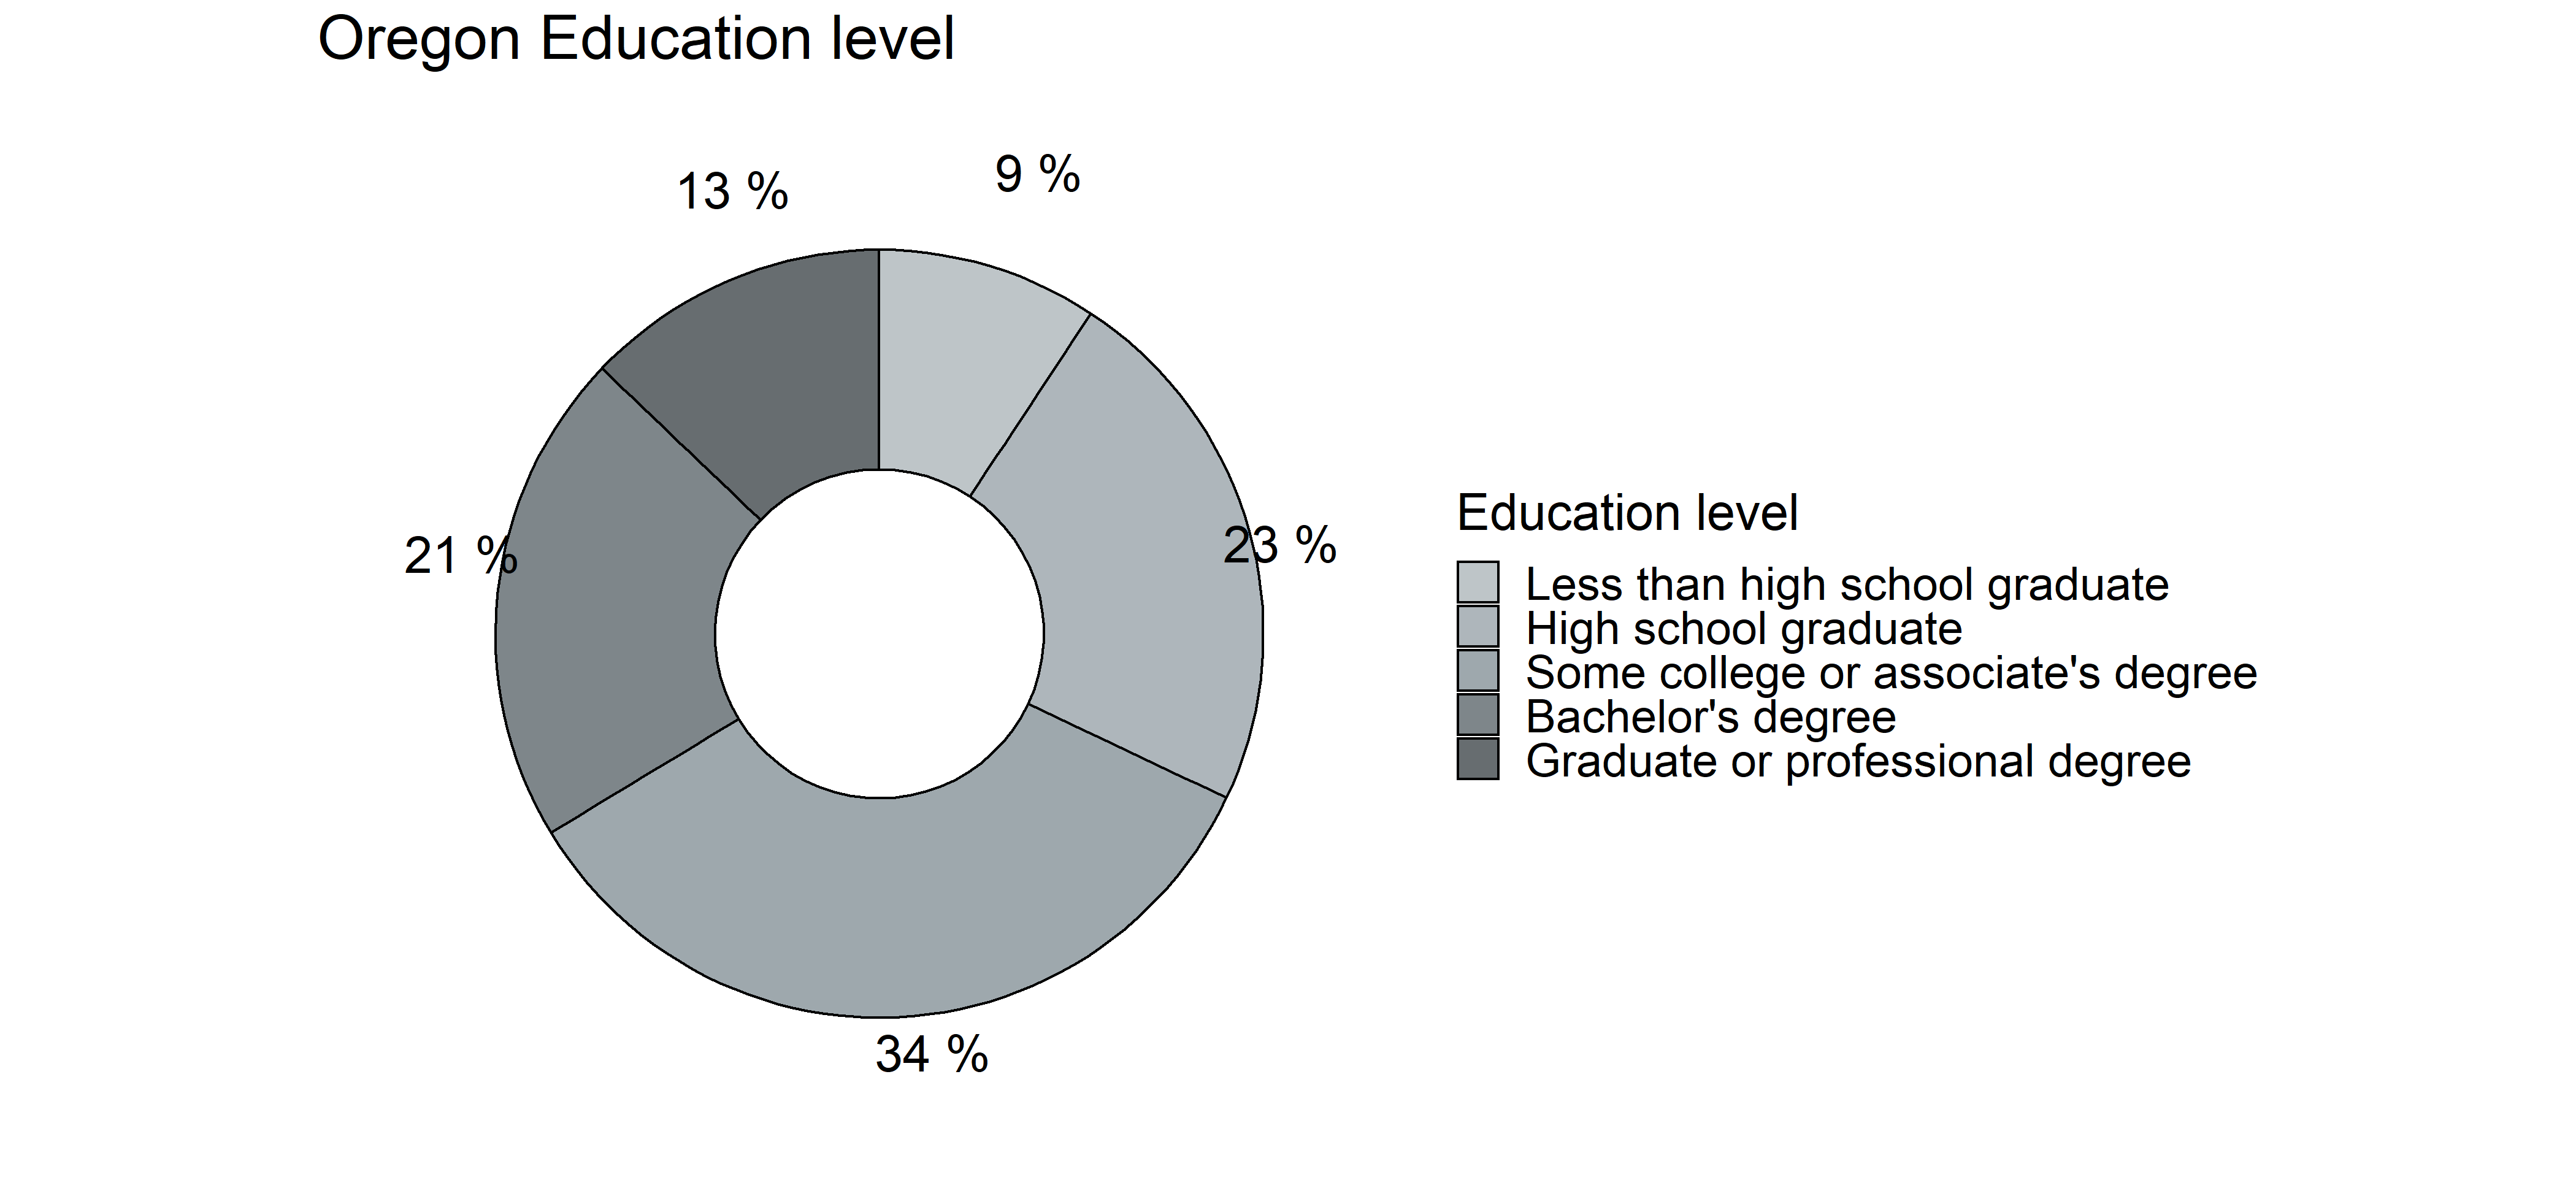 Oregon Education level
13 %
9 %
21 %
23 %
34 %
Education level
Less than high school graduate
High school graduate
Some college or associate's degree
Bachelor's degree
Graduate or professional degree